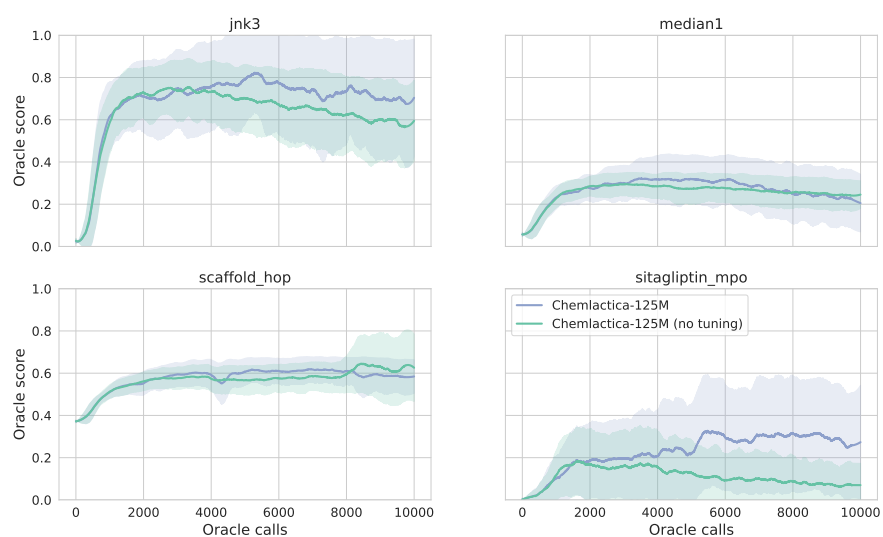 jnk3
median1
1.0
0.8
0.6
0.4
0.2
0.0
Oracle score
scaffold_hop
sitagliptin_mpo
1.0
0.8
0.6
0.4
0.2
0.0
Oracle score
Chemlactica-125M
Chemlactica-125M (no tuning)
0 2000 4000 6000 8000 10000
0 2000 4000 6000 8000 10000
Oracle calls
Oracle calls